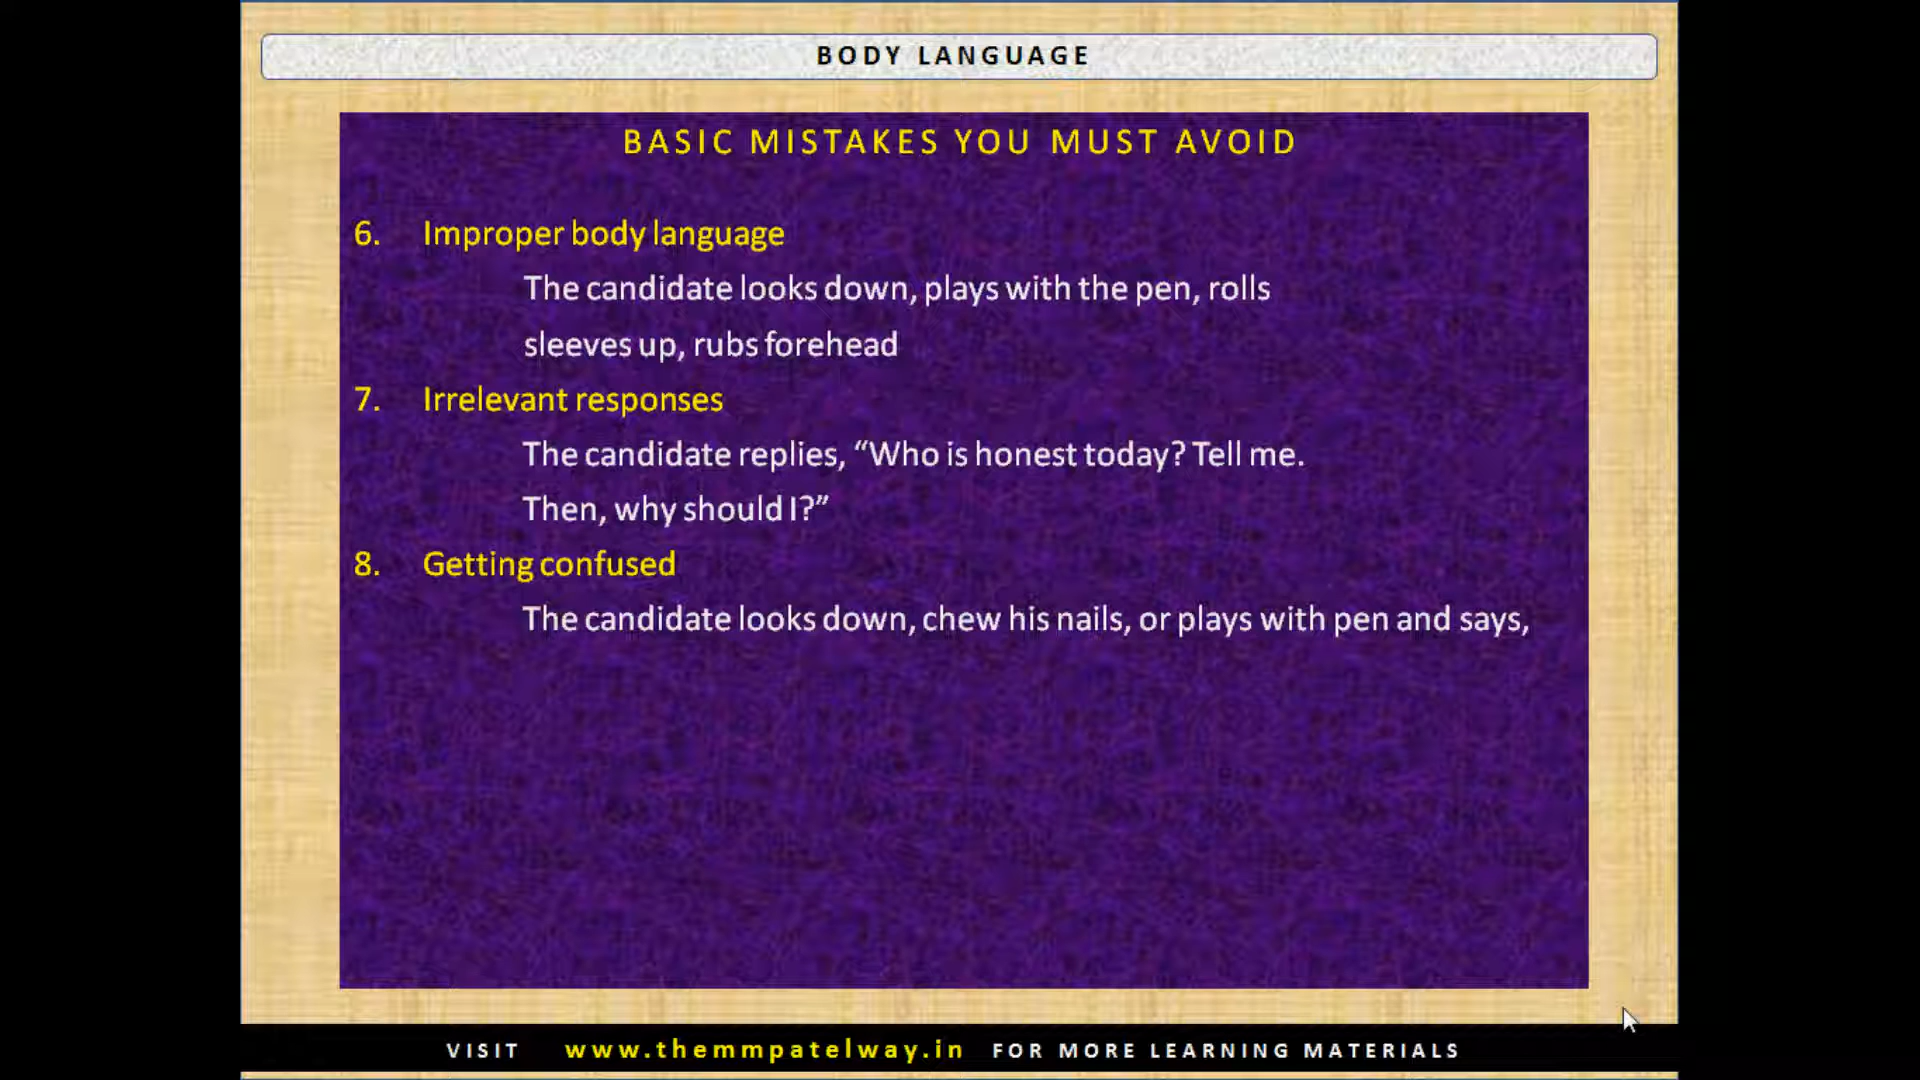 BODY LANGUAGE
BASIC MISTAKES YOU MUST AVOID
6. Improper body language
The candidate looks down, plays with the pen, rolls
sleeves up, rubs forehead
7. Irrelevant responses
The candidate replies, “Who is honest today? Tell me.
Then, why should I?”
8. Getting confused
The candidate looks down, chew his nails, or plays with pen and says,
VISIT www.themmpatelway.in FOR MORE LEARNING MATERIALS